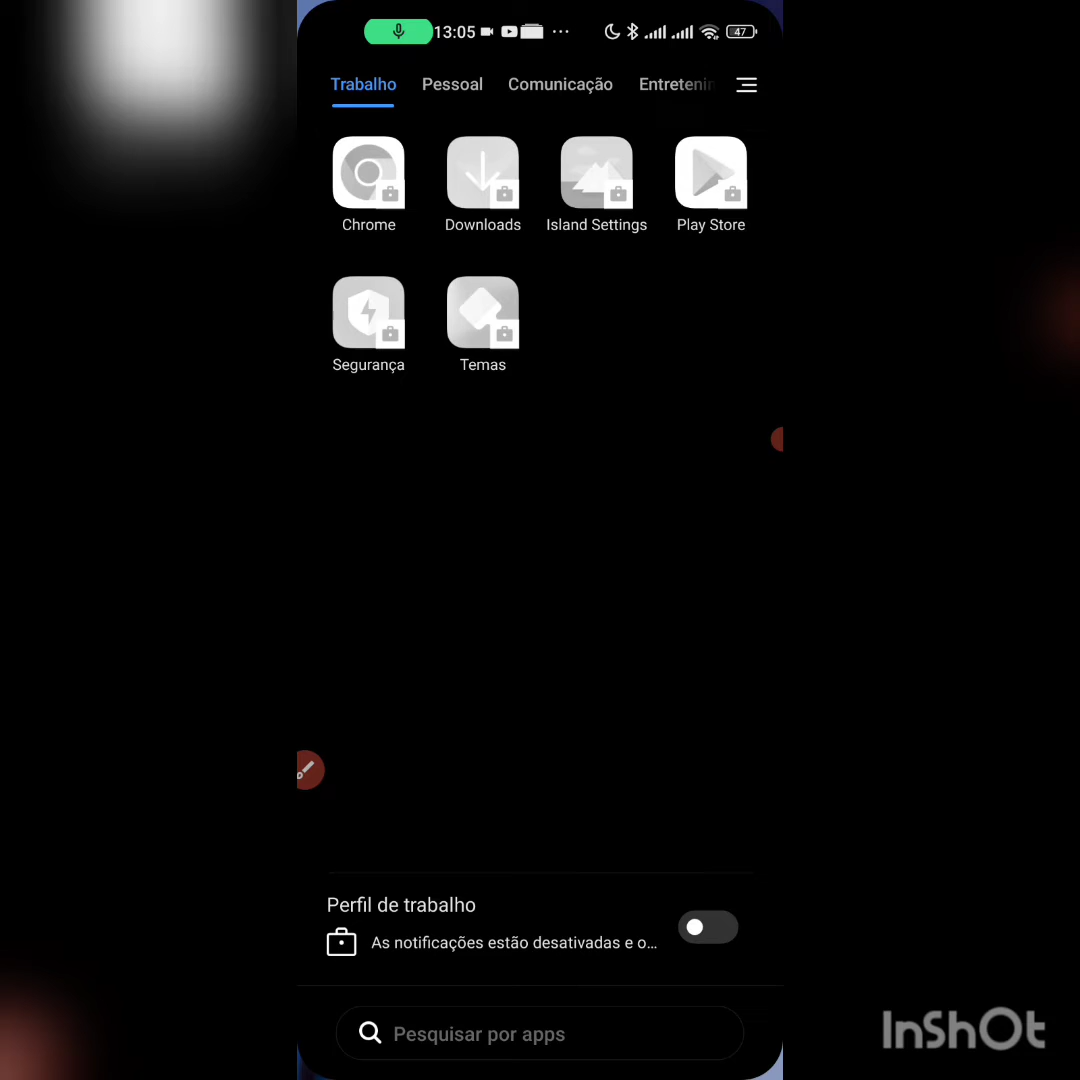 13:05
47
Trabalho Pessoal Comunicação Entretenim
Chrome Downloads Island Settings Play Store
Segurança Temas
Perfil de trabalho
As notificações estão desativadas e o...
Pesquisar por apps
InShOt